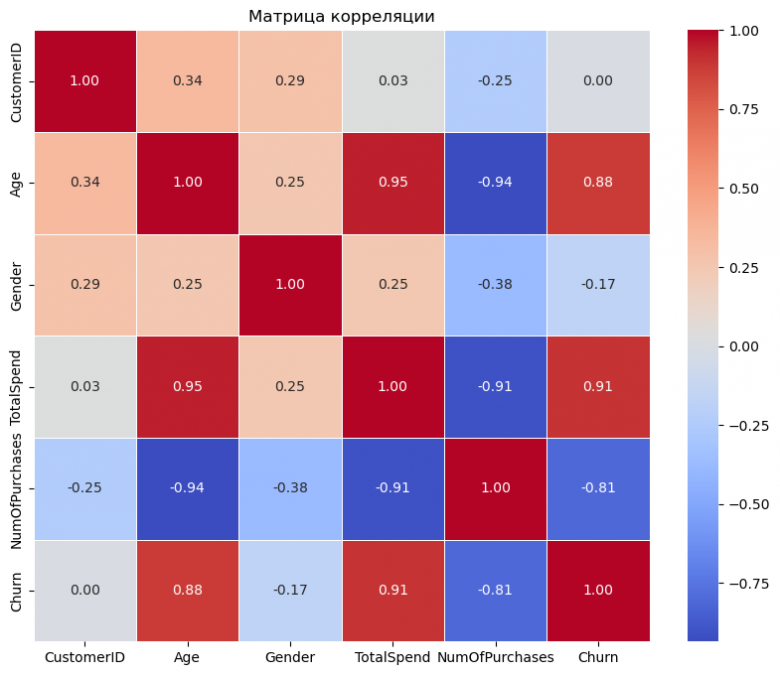 Матрица корреляции
CustomerID 1.00 0.34 0.29 0.03 -0.25 0.00
Age 0.34 1.00 0.25 0.95 -0.94 0.88
Gender 0.29 0.25 1.00 0.25 -0.38 -0.17
TotalSpend 0.03 0.95 0.25 1.00 -0.91 0.91
NumOfPurchases -0.25 -0.94 -0.38 -0.91 1.00 -0.81
Churn 0.00 0.88 -0.17 0.91 -0.81 1.00
CustomerID Age Gender TotalSpend NumOfPurchases Churn
1.00
0.75
0.50
0.25
0.00
−0.25
−0.50
−0.75